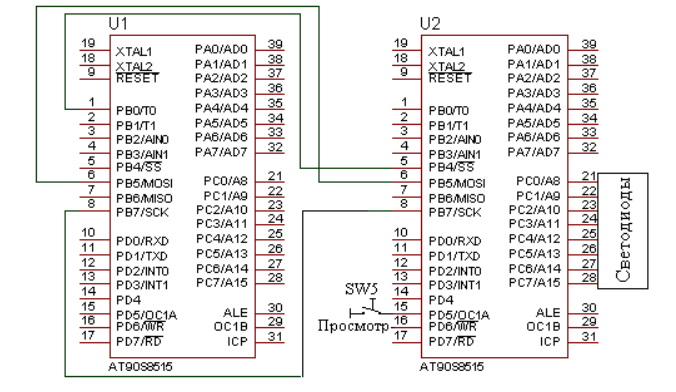 U1
U2
19 XTAL1 PA0/AD0 39
18 XTAL2 PA1/AD1 38
9 RESET PA2/AD2 37
PA3/AD3 36
1 PB0/T0 PA4/AD4 35
2 PB1/T1 PA5/AD5 34
3 PB2/AIN0 PA6/AD6 33
4 PB3/AIN1 PA7/AD7 32
5 PB4/SS
6 PB5/MOSI PC0/A8 21
7 PB6/MISO PC1/A9 22
8 PB7/SCK PC2/A10 23
PC3/A11 24
10 PD0/RXD PC4/A12 25
11 PD1/TXD PC5/A13 26
12 PD2/INT0 PC6/A14 27
13 PD3/INT1 PC7/A15 28
14 PD4
15 PD5/OC1A ALE 30
16 PD6/WR OC1B 29
17 PD7/RD ICP 31
AT90S8515
19 XTAL1 PA0/AD0 39
18 XTAL2 PA1/AD1 38
9 RESET PA2/AD2 37
PA3/AD3 36
1 PB0/T0 PA4/AD4 35
2 PB1/T1 PA5/AD5 34
3 PB2/AIN0 PA6/AD6 33
4 PB3/AIN1 PA7/AD7 32
5 PB4/SS
6 PB5/MOSI PC0/A8 21
7 PB6/MISO PC1/A9 22
8 PB7/SCK PC2/A10 23
PC3/A11 24
10 PD0/RXD PC4/A12 25
11 PD1/TXD PC5/A13 26
12 PD2/INT0 PC6/A14 27
13 PD3/INT1 PC7/A15 28
14 PD4
15 PD5/OC1A ALE 30
16 PD6/WR OC1B 29
17 PD7/RD ICP 31
AT90S8515
SW5
Просмотр
Светодиоды